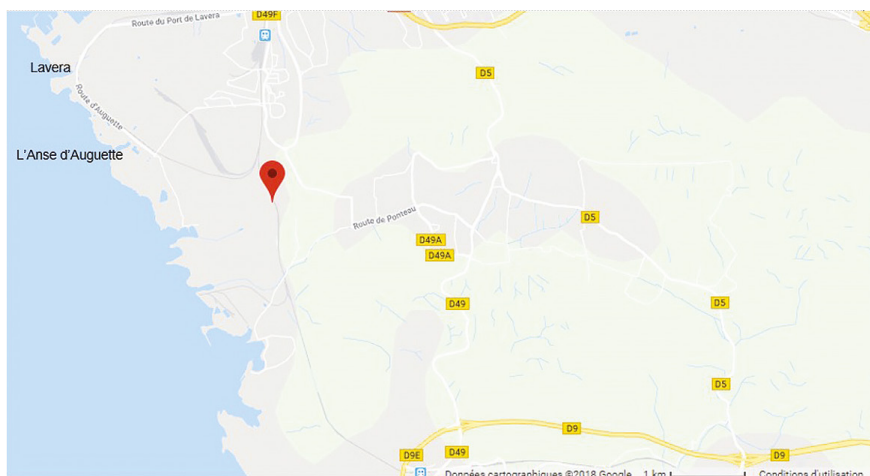 D49F
Route du Port de Lavera
Lavera
D5
Route d'Auguette
L'Anse d'Auguette
Route de Ponteau
D5
D49A
D49A
D49
D5
D5
D9
D9E
D49
D9
Données cartographiques ©2018 Google
1 km
Conditions d'utilisation